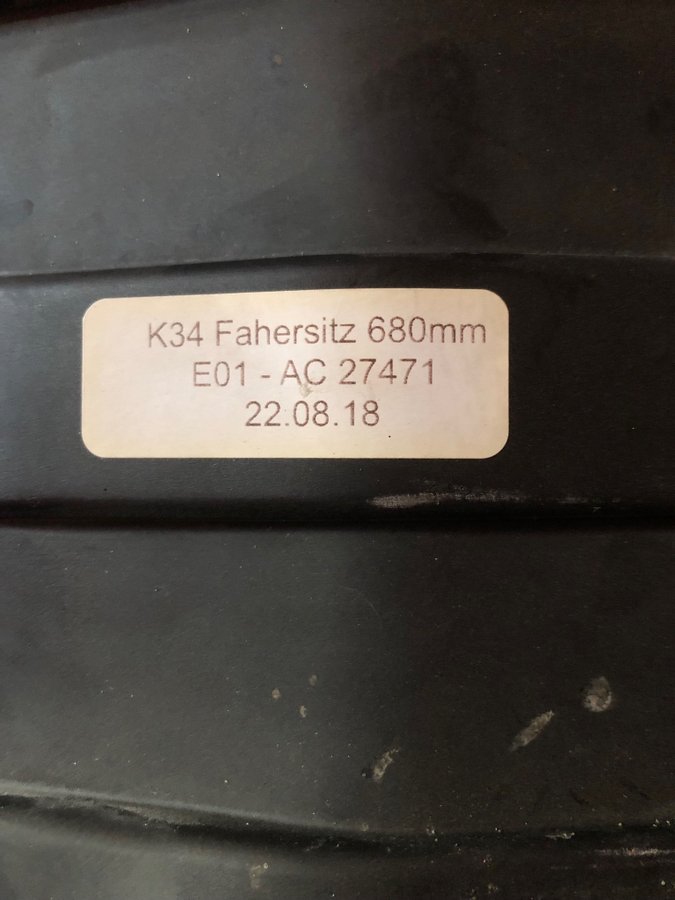 K34 Fahersitz 680mm
E01 - AC 27471
22.08.18